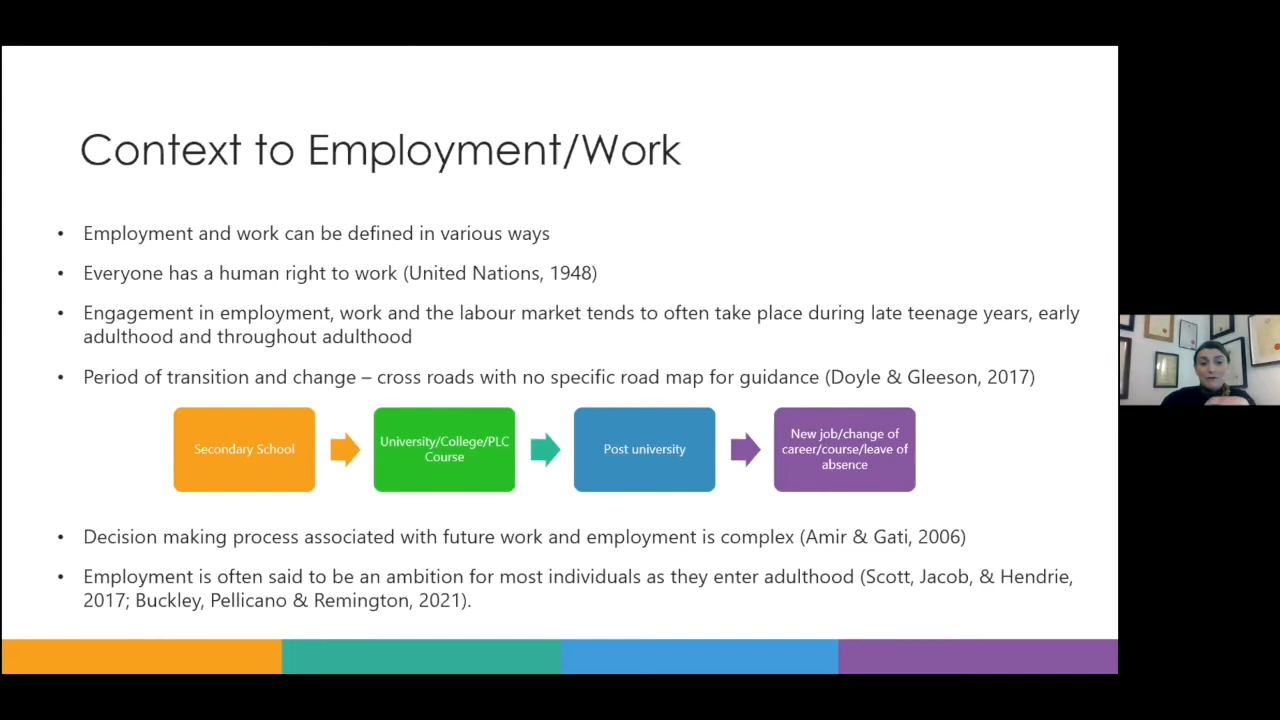 Context to Employment/Work
• Employment and work can be defined in various ways
• Everyone has a human right to work (United Nations, 1948)
• Engagement in employment, work and the labour market tends to often take place during late teenage years, early
adulthood and throughout adulthood
• Period of transition and change – cross roads with no specific road map for guidance (Doyle & Gleeson, 2017)
Secondary School
University/College/PLC
Course
Post university
New job/change of
career/course/leave of
absence
• Decision making process associated with future work and employment is complex (Amir & Gati, 2006)
• Employment is often said to be an ambition for most individuals as they enter adulthood (Scott, Jacob, & Hendrie,
2017; Buckley, Pellicano & Remington, 2021).